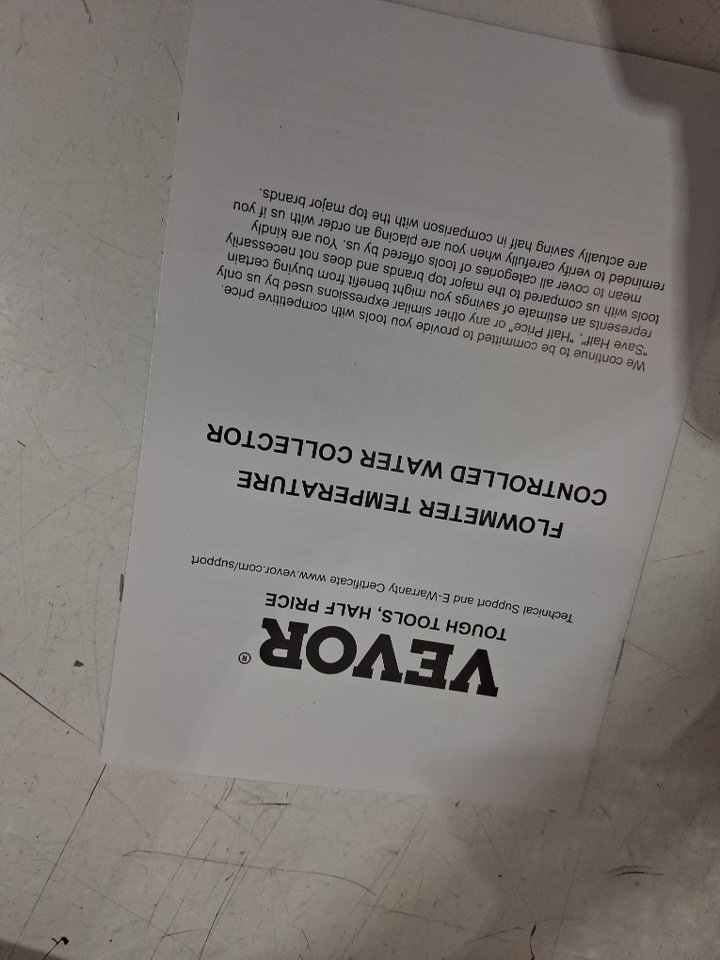 VEVOR®
TOUGH TOOLS, HALF PRICE
Technical Support and E-Warranty Certificate www.vevor.com/support
FLOWMETER TEMPERATURE
CONTROLLED WATER COLLECTOR
We continue to be committed to provide you tools with competitive price.
"Save Half", "Half Price" or any other similar expressions used by us only
represents an estimate of savings you might benefit from buying certain
tools with us compared to the major top brands and does not necessarily
mean to cover all categories of tools offered by us. You are kindly
reminded to verify carefully when you are placing an order with us if you
are actually saving half in comparison with the top major brands.